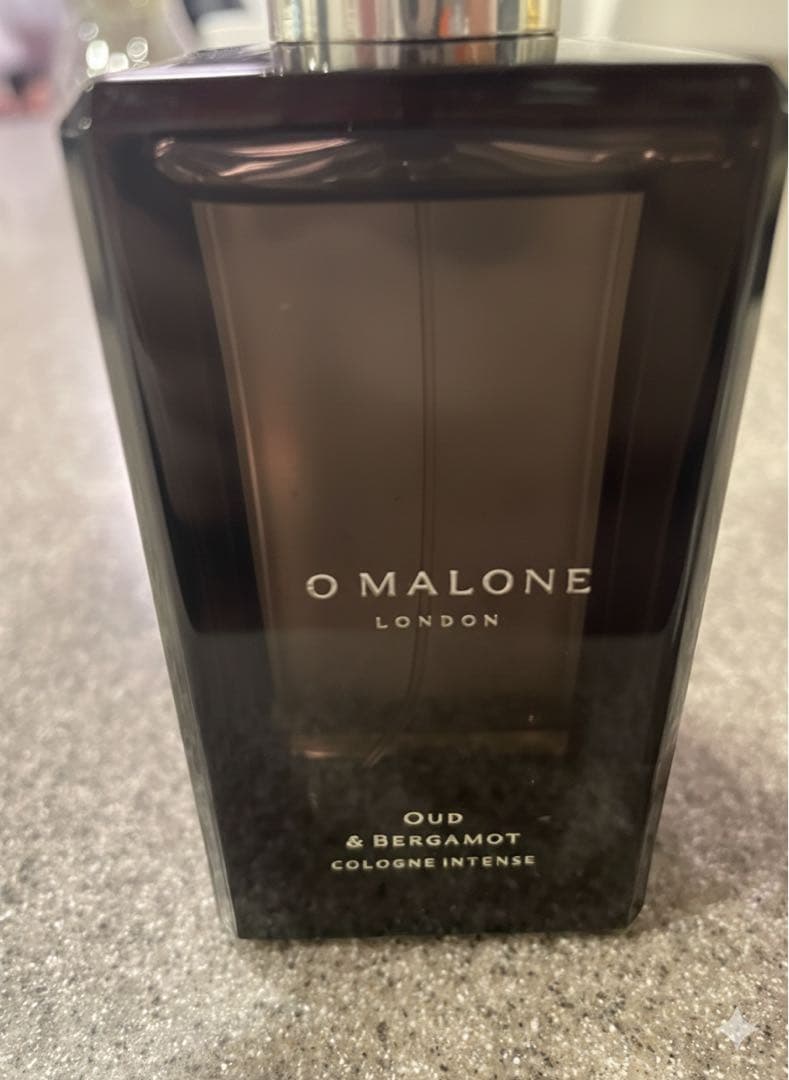 O MALONE
LONDON
OUD
& BERGAMOT
COLOGNE INTENSE